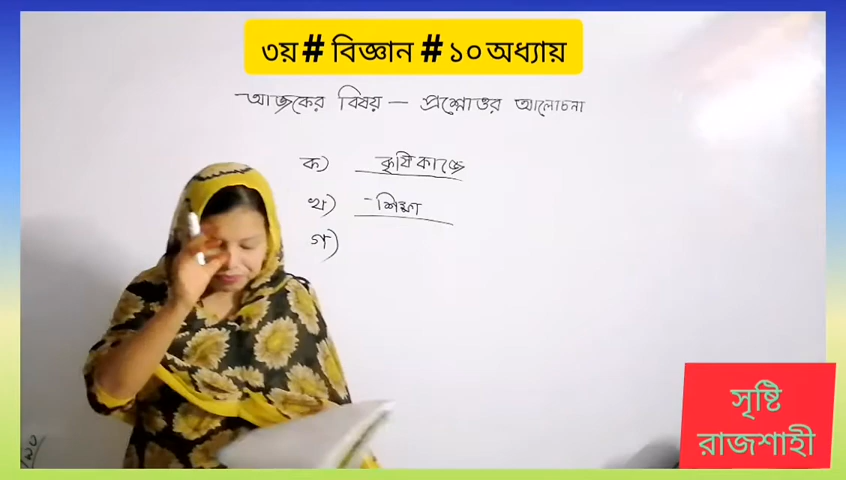 ৩য় # বিজ্ঞান # ১০ অধ্যায়
আজকের বিষয় — প্রশ্নোত্তর আলোচনা
ক) কৃষিকাজে
খ) শিক্ষা
গ)
সৃষ্টি
রাজশাহী